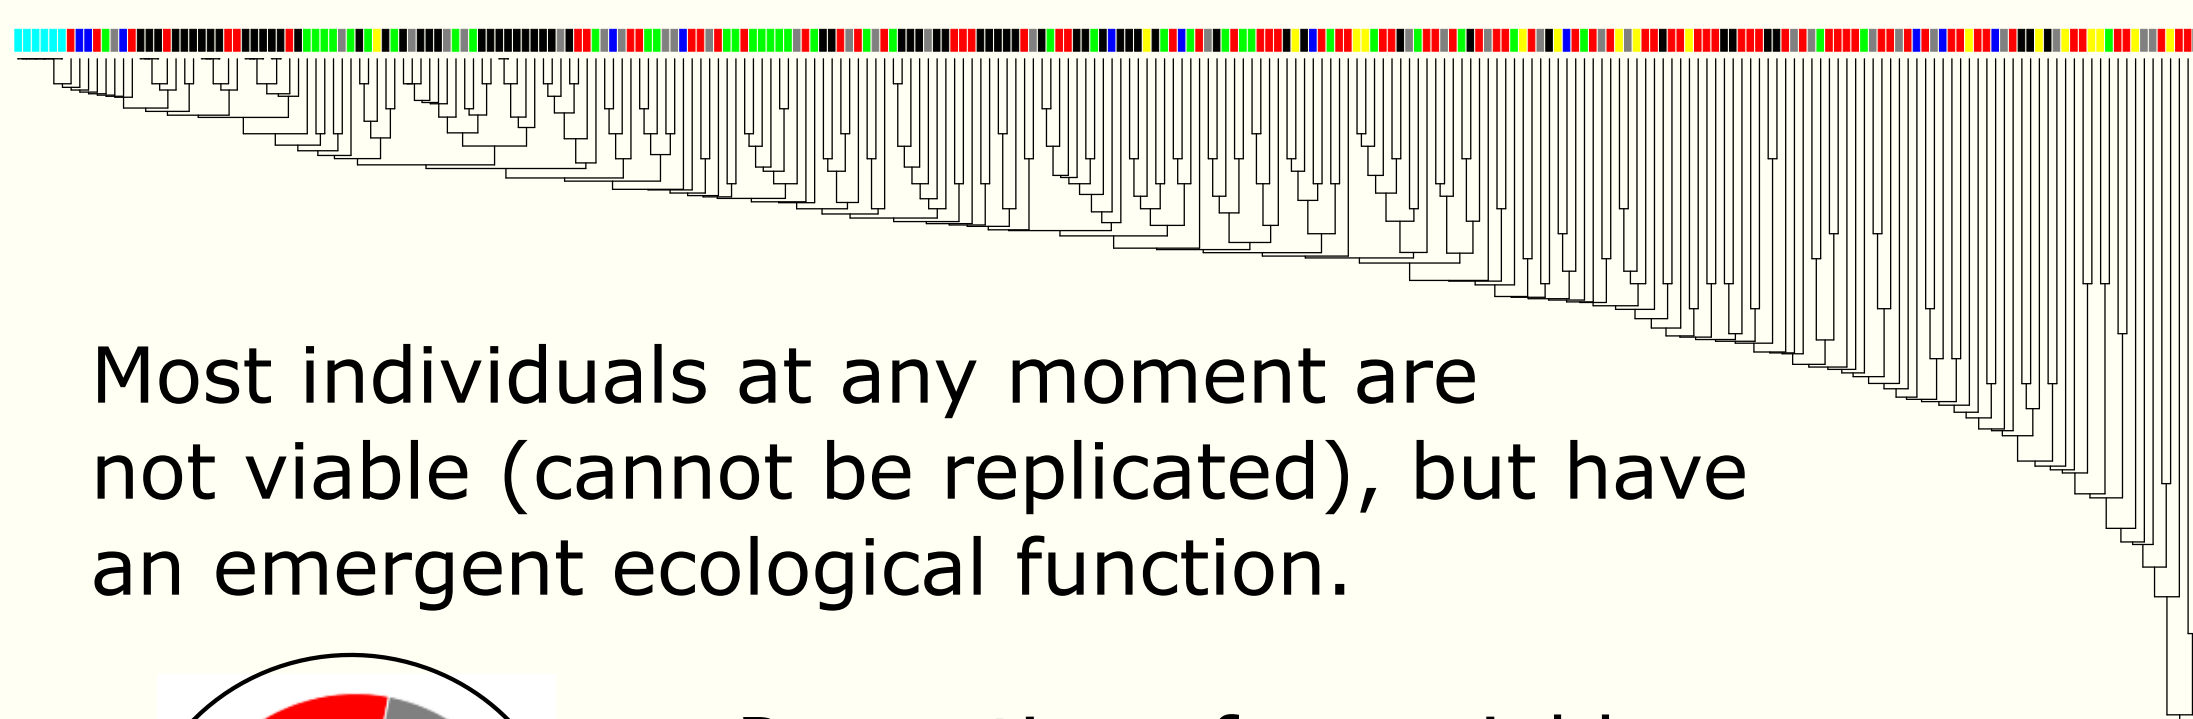 Most individuals at any moment are
not viable (cannot be replicated), but have
an emergent ecological function.